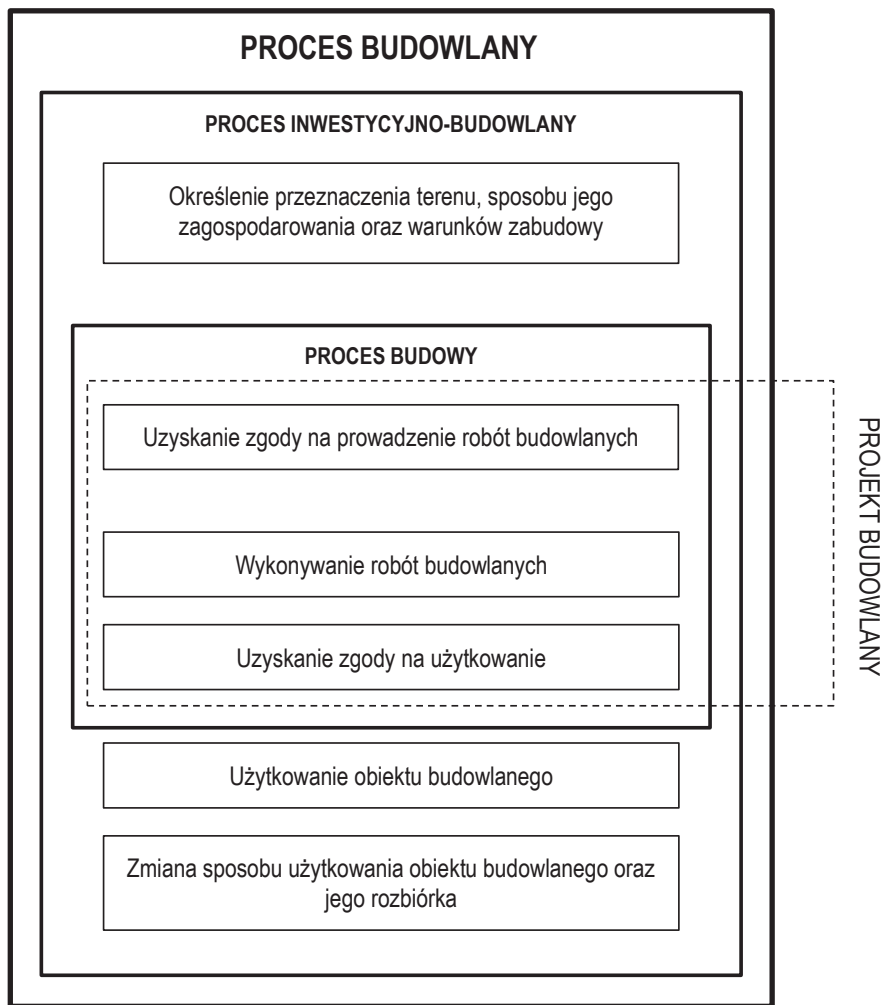 PROCES BUDOWLANY
PROCES INWESTYCYJNO-BUDOWLANY
Określenie przeznaczenia terenu, sposobu jego
zagospodarowania oraz warunków zabudowy
PROCES BUDOWY
Uzyskanie zgody na prowadzenie robót budowlanych
Wykonywanie robót budowlanych
Uzyskanie zgody na użytkowanie
PROJEKT BUDOWLANY
Użytkowanie obiektu budowlanego
Zmiana sposobu użytkowania obiektu budowlanego oraz
jego rozbiórka